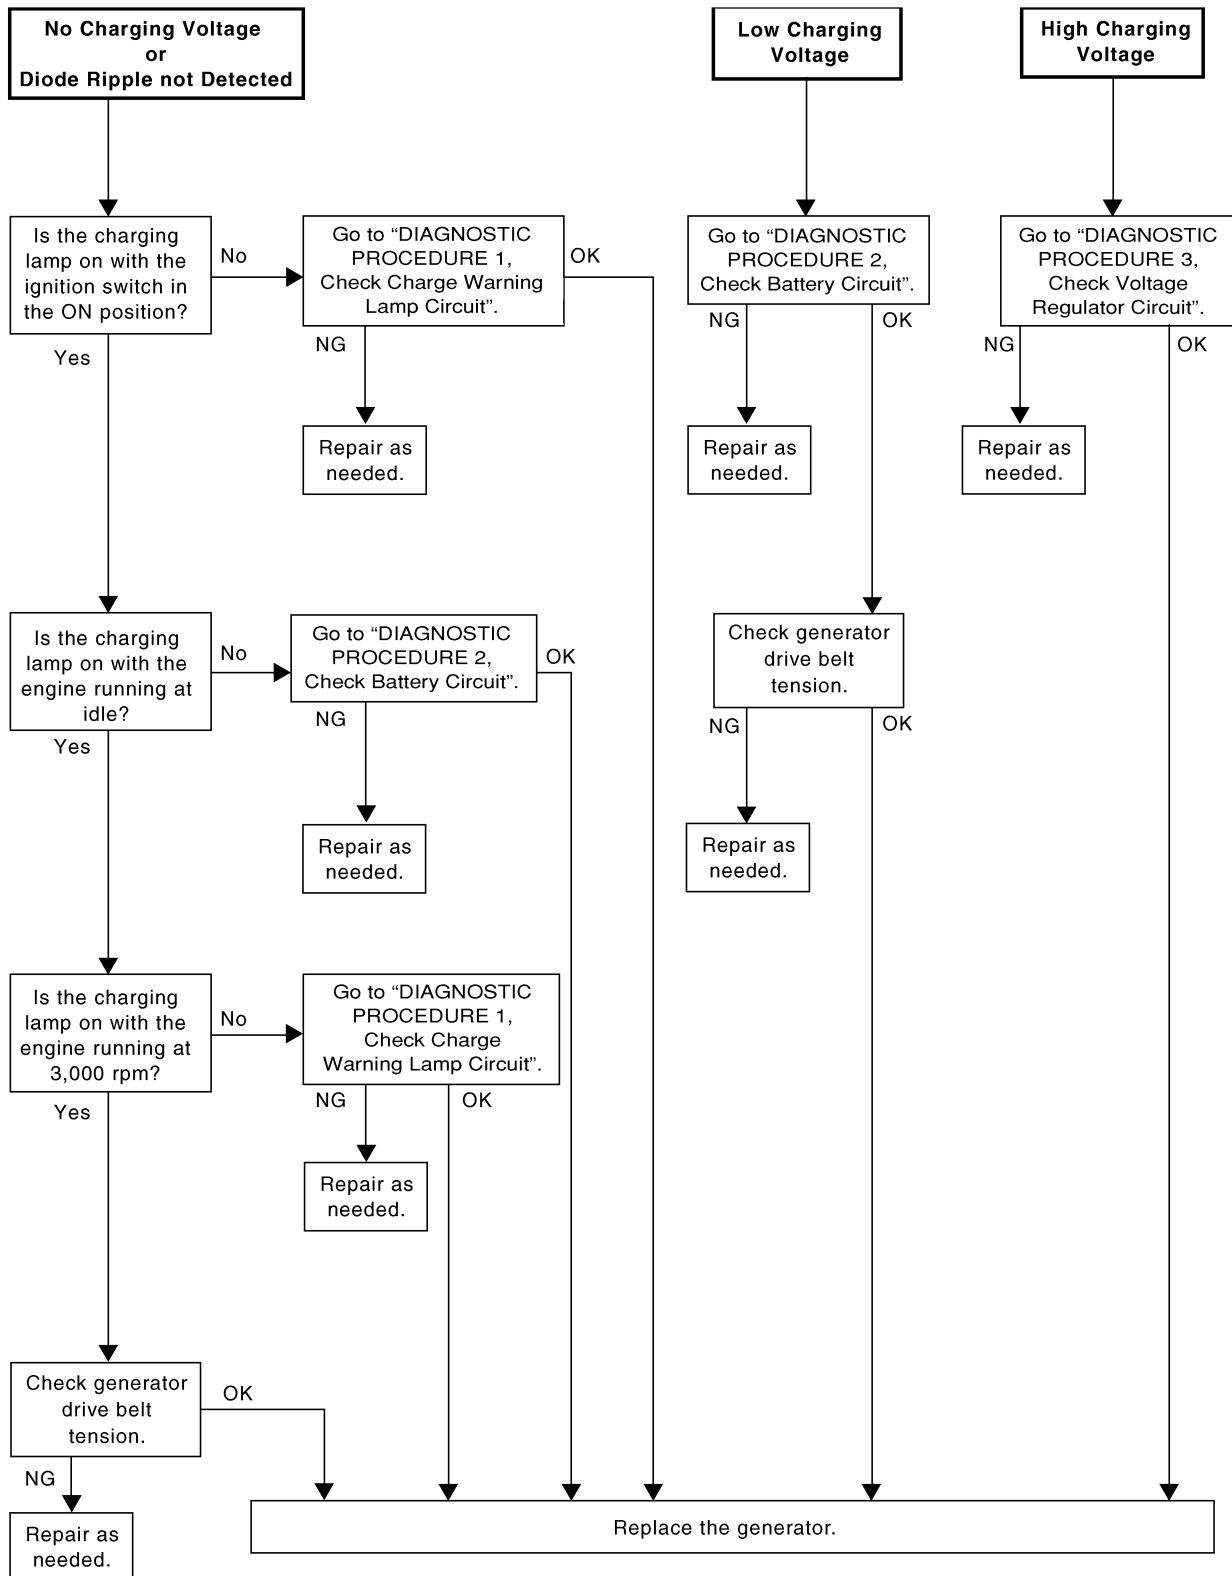 No Charging Voltage
or
Diode Ripple not Detected
Low Charging
Voltage
High Charging
Voltage
Is the charging
lamp on with the
ignition switch in
the ON position?
No
Go to “DIAGNOSTIC
PROCEDURE 1,
Check Charge Warning
Lamp Circuit”.
OK
Go to “DIAGNOSTIC
PROCEDURE 2,
Check Battery Circuit”.
Go to “DIAGNOSTIC
PROCEDURE 3,
Check Voltage
Regulator Circuit”.
Yes
NG
NG
OK
NG
OK
Repair as
needed.
Repair as
needed.
Repair as
needed.
Is the charging
lamp on with the
engine running at
idle?
No
Go to “DIAGNOSTIC
PROCEDURE 2,
Check Battery Circuit”.
OK
Check generator
drive belt
tension.
Yes
NG
NG
OK
Repair as
needed.
Repair as
needed.
Is the charging
lamp on with the
engine running at
3,000 rpm?
No
Go to “DIAGNOSTIC
PROCEDURE 1,
Check Charge
Warning Lamp Circuit”.
Yes
NG
OK
Repair as
needed.
Check generator
drive belt
tension.
OK
NG
Repair as
needed.
Replace the generator.